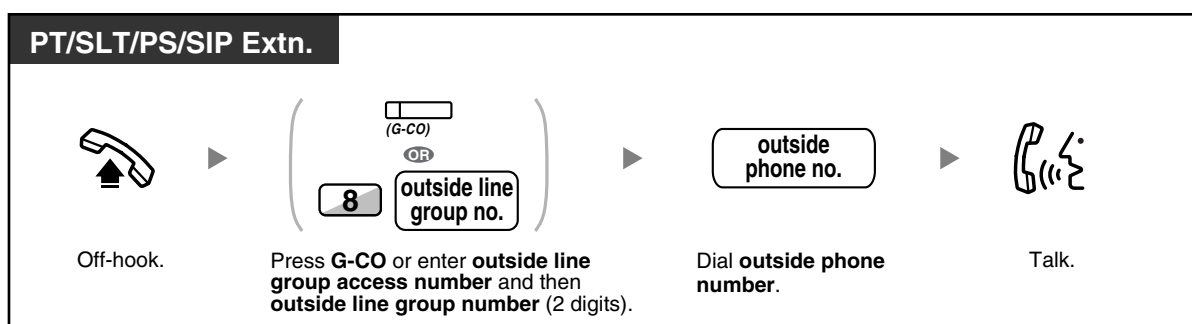 PT/SLT/PS/SIP Extn.
(G-CO)
OR
8
outside line
group no.
outside
phone no.
Off-hook.
Press G-CO or enter outside line
group access number and then
outside line group number (2 digits).
Dial outside phone
number.
Talk.